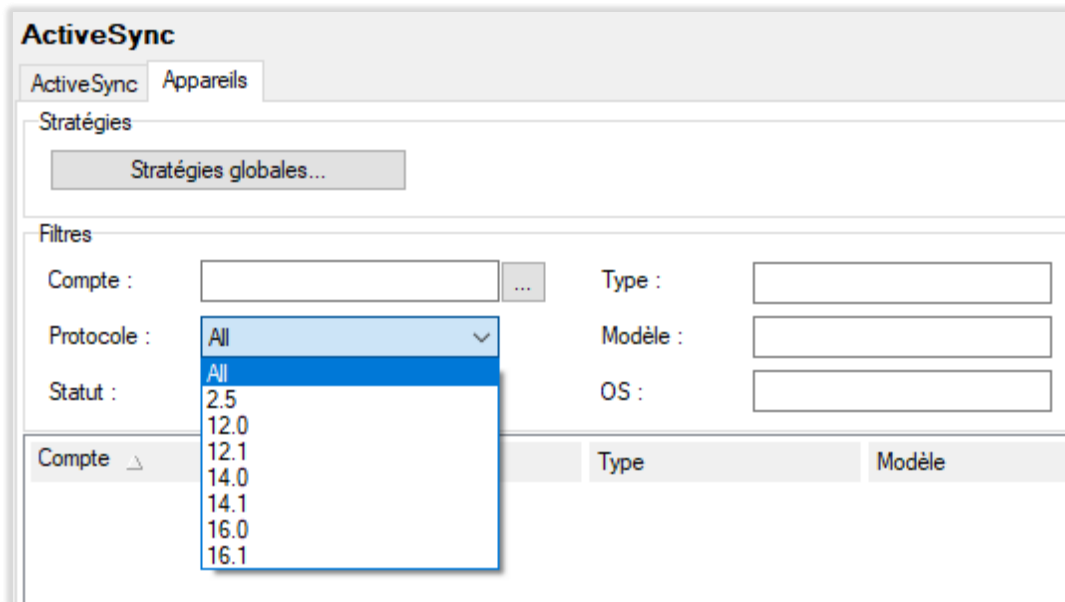 ActiveSync
ActiveSync Appareils
Stratégies
Stratégies globales...
Filtres
Compte : ... Type :
Protocole : All Modèle :
All
Statut : OS :
2.5
12.0
12.1
Compte Type Modèle
14.0
14.1
16.0
16.1